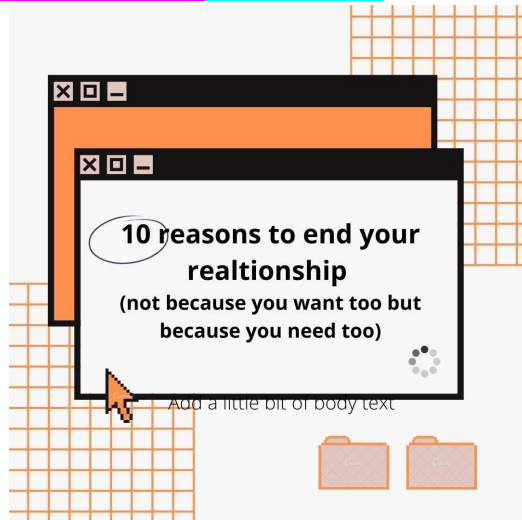 10 reasons to end your
realtionship
(not because you want too but
because you need too)
Add a little bit of body text